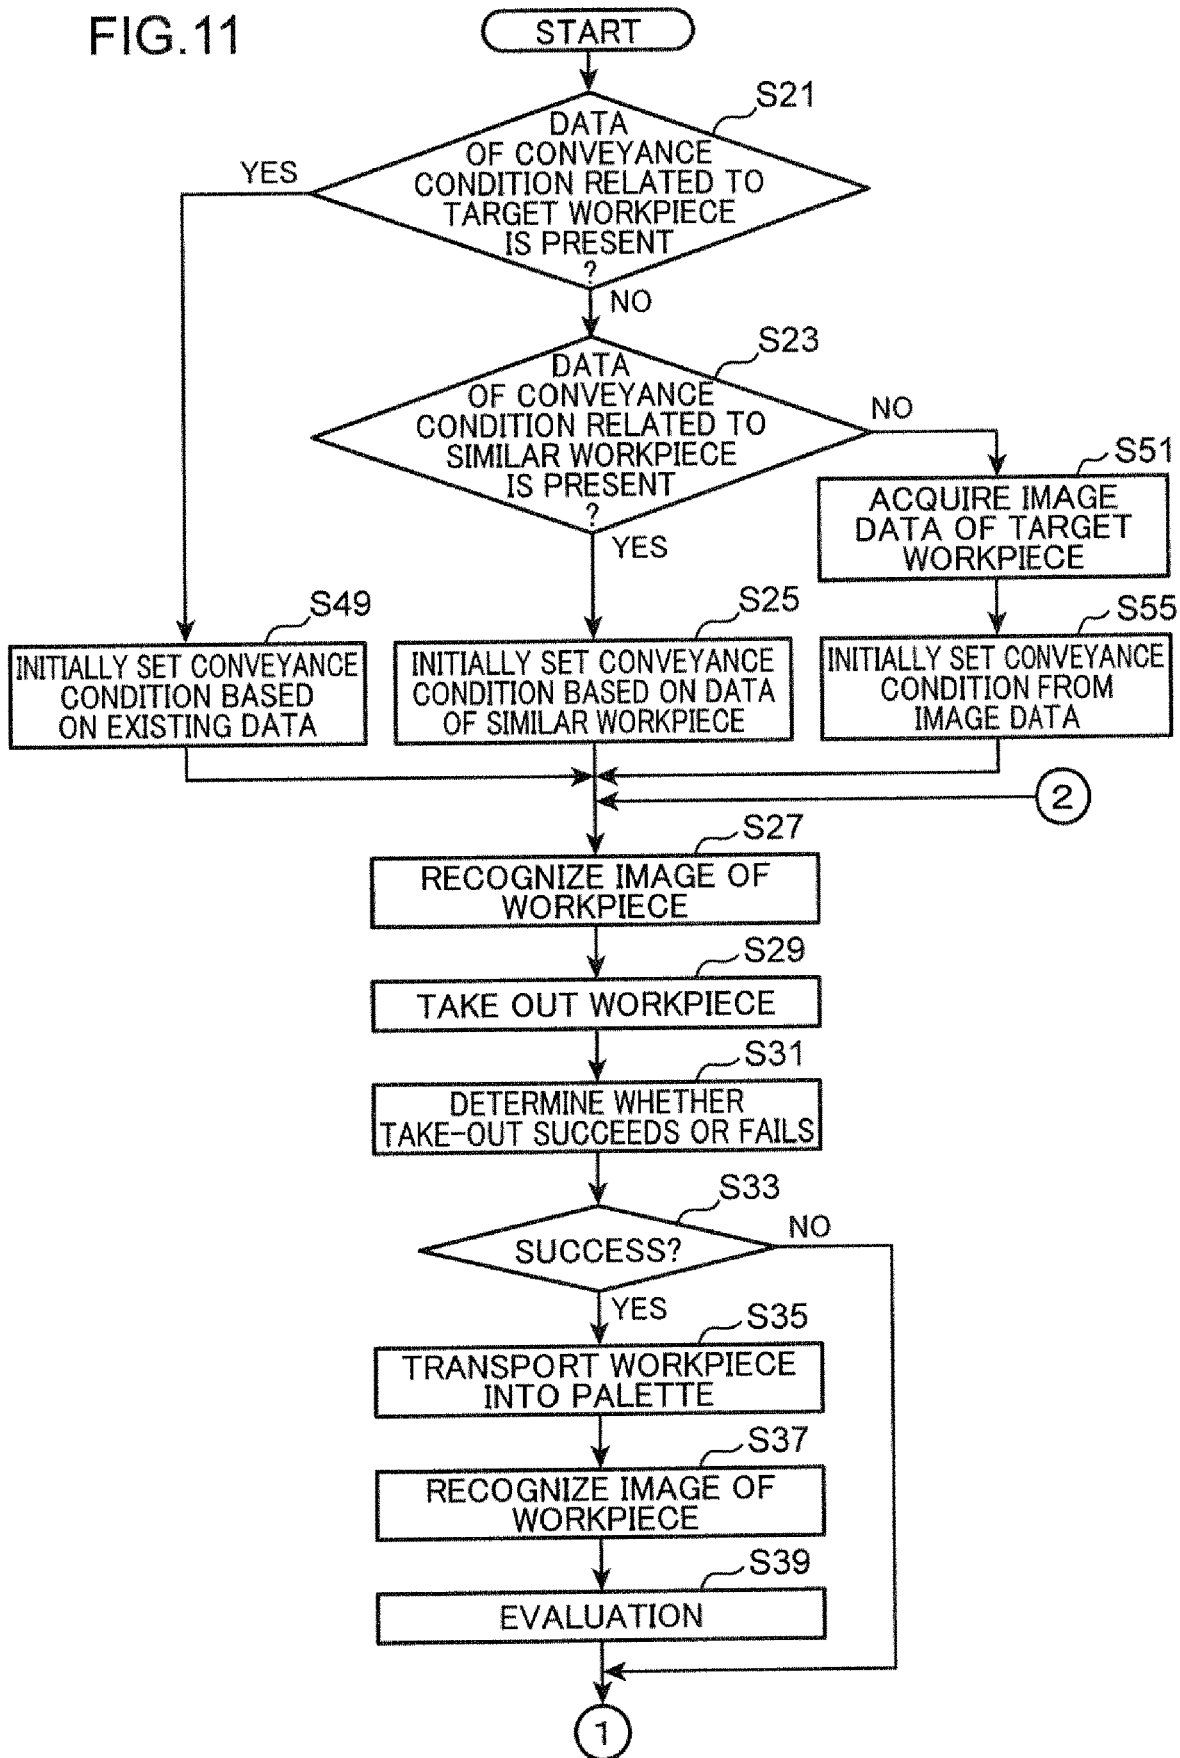 FIG.11
START
S21
DATA
OF CONVEYANCE
CONDITION RELATED TO
TARGET WORKPIECE
IS PRESENT
?
YES
NO
S23
DATA
OF CONVEYANCE
CONDITION RELATED TO
SIMILAR WORKPIECE
IS PRESENT
?
NO
YES
S51
ACQUIRE IMAGE
DATA OF TARGET
WORKPIECE
S49
INITIALLY SET CONVEYANCE
CONDITION BASED
ON EXISTING DATA
S25
INITIALLY SET CONVEYANCE
CONDITION BASED ON DATA
OF SIMILAR WORKPIECE
S55
INITIALLY SET CONVEYANCE
CONDITION FROM
IMAGE DATA
2
S27
RECOGNIZE IMAGE OF
WORKPIECE
S29
TAKE OUT WORKPIECE
S31
DETERMINE WHETHER
TAKE-OUT SUCCEEDS OR FAILS
S33
SUCCESS?
NO
YES
S35
TRANSPORT WORKPIECE
INTO PALETTE
S37
RECOGNIZE IMAGE OF
WORKPIECE
S39
EVALUATION
1